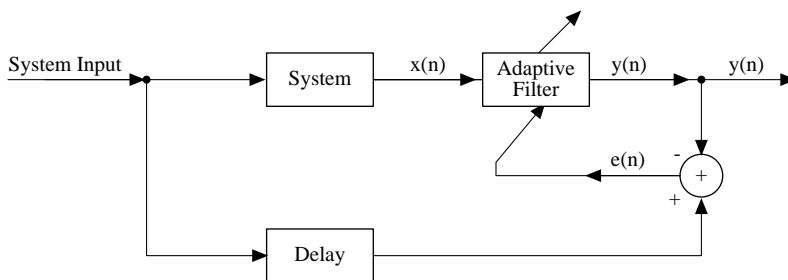 System Input
System
x(n)
Adaptive
Filter
y(n)
y(n)
-
e(n)
+
+
Delay